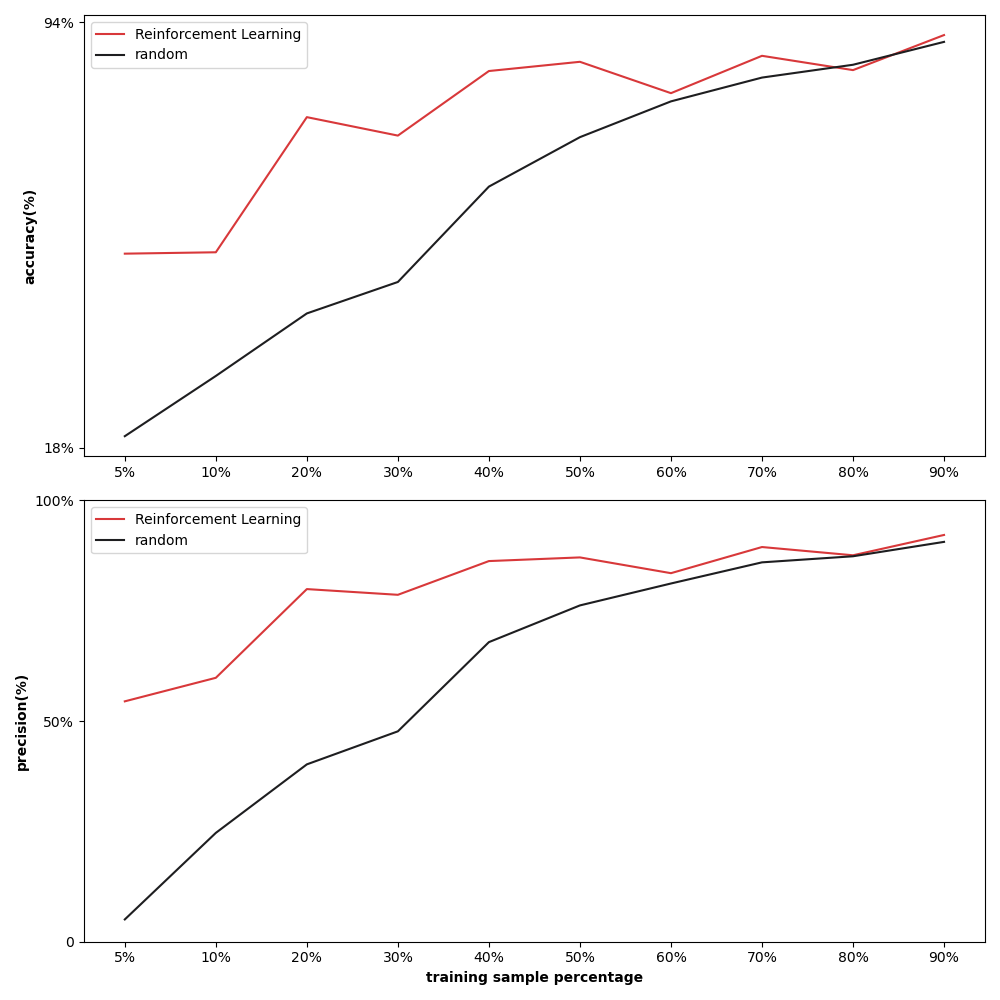 94%
Reinforcement Learning
random
accuracy(%)
18%
5% 10% 20% 30% 40% 50% 60% 70% 80% 90%
100%
Reinforcement Learning
random
precision(%)
50%
0
5% 10% 20% 30% 40% 50% 60% 70% 80% 90%
training sample percentage